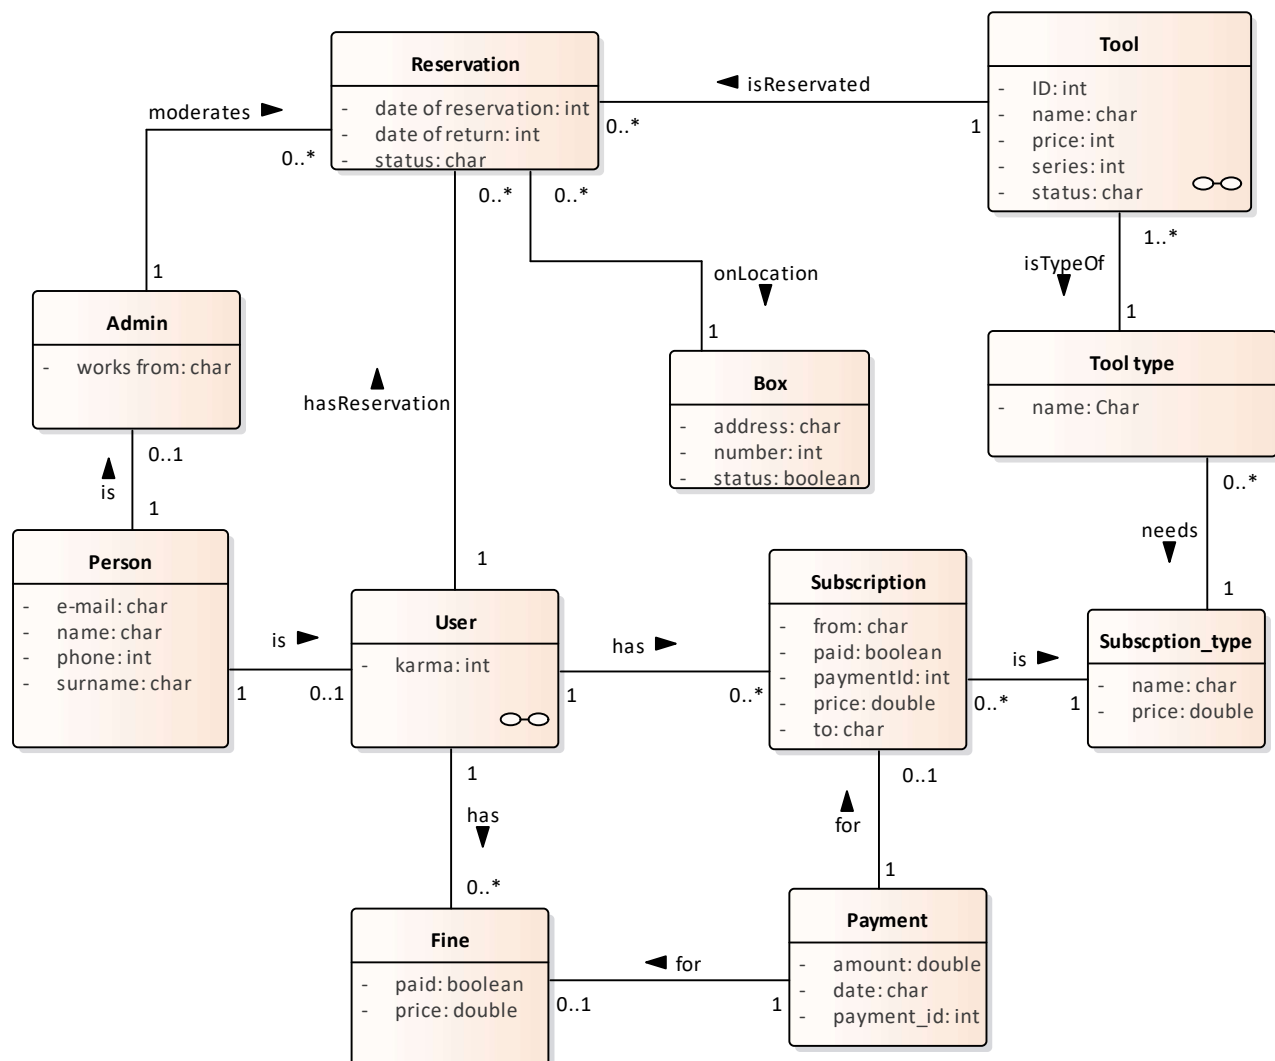 Reservation
- date of reservation: int
- date of return: int
- status: char
Tool
- ID: int
- name: char
- price: int
- series: int
- status: char
isReservated
0..*
1
moderates
0..*
1
0..*
0..*
1..*
isTypeOf
1
onLocation
1
Admin
- works from: char
Tool type
- name: Char
Box
- address: char
- number: int
- status: boolean
hasReservation
0..1
is
1
0..*
needs
1
Person
- e-mail: char
- name: char
- phone: int
- surname: char
is
1
0..1
1
User
- karma: int
has
1
0..*
Subscription
- from: char
- paid: boolean
- paymentId: int
- price: double
- to: char
is
0..*
1
Subscption_type
- name: char
- price: double
1
has
0..*
0..1
for
1
Fine
- paid: boolean
- price: double
for
0..1
1
Payment
- amount: double
- date: char
- payment_id: int